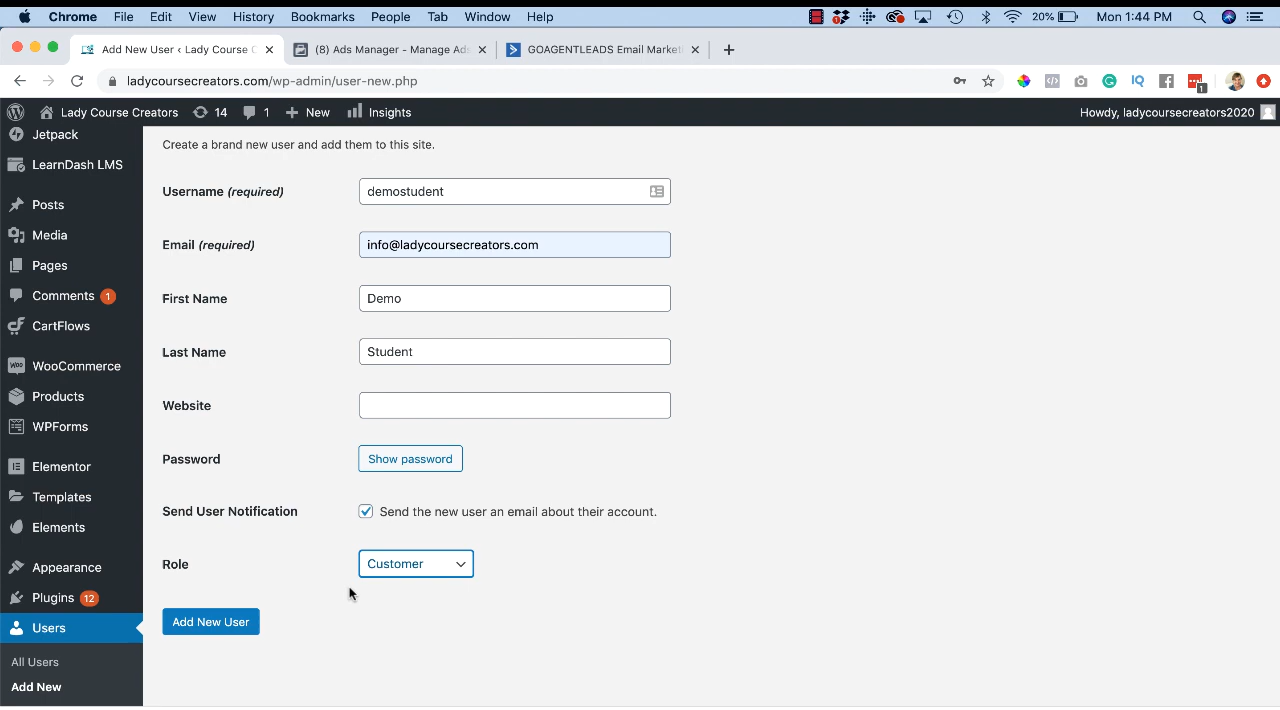 Chrome File Edit View History Bookmarks People Tab Window Help 20% Mon 1:44 PM
Add New User ‹ Lady Course C (8) Ads Manager - Manage Ads GOAGENTLEADS Email Marketi
ladycoursecreators.com/wp-admin/user-new.php
Lady Course Creators 14 1 New Insights Howdy, ladycoursecreators2020
Jetpack
LearnDash LMS
Posts
Media
Pages
Comments 1
CartFlows
WooCommerce
Products
WPForms
Elementor
Templates
Elements
Appearance
Plugins 12
Users
All Users
Add New
Create a brand new user and add them to this site.
Username (required) demostudent
Email (required) info@ladycoursecreators.com
First Name Demo
Last Name Student
Website
Password Show password
Send User Notification Send the new user an email about their account.
Role Customer
Add New User